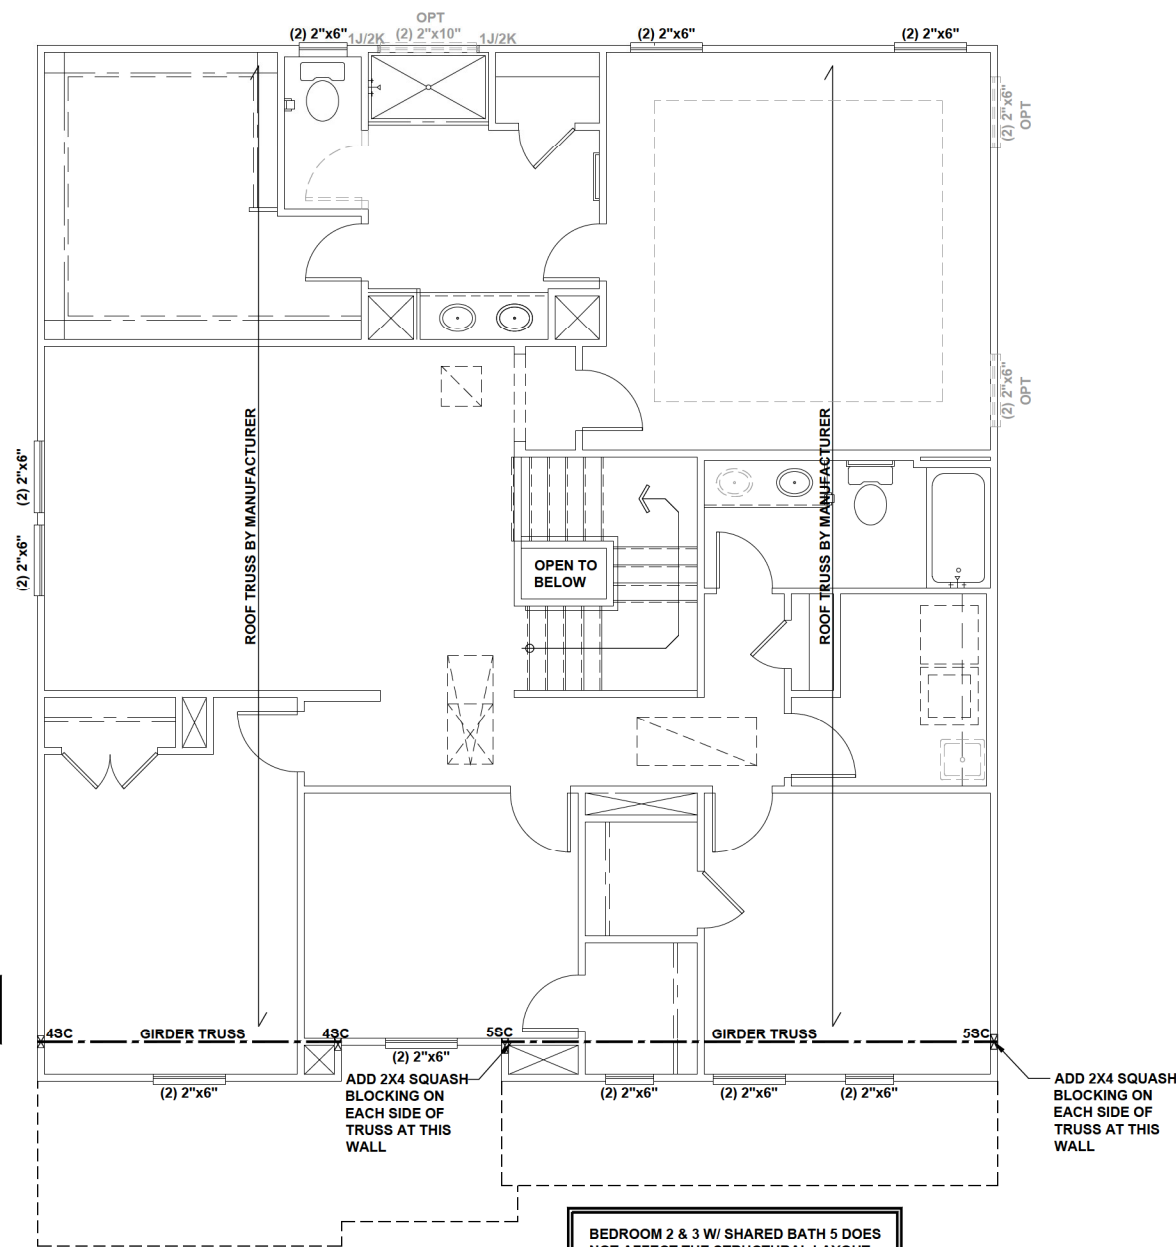 OPT
(2) 2"x6"
1J/2K
(2) 2"x10"
1J/2K
(2) 2"x6"
(2) 2"x6"
(2) 2"x6"
OPT
(2) 2"x6"
OPT
ROOF TRUSS BY MANUFACTURER
ROOF TRUSS BY MANUFACTURER
(2) 2"x6"
(2) 2"x6"
OPEN TO
BELOW
4SC
GIRDER TRUSS
4SC
5SC
GIRDER TRUSS
5SC
(2) 2"x6"
(2) 2"x6"
(2) 2"x6"
(2) 2"x6"
(2) 2"x6"
ADD 2X4 SQUASH
BLOCKING ON
EACH SIDE OF
TRUSS AT THIS
WALL
ADD 2X4 SQUASH
BLOCKING ON
EACH SIDE OF
TRUSS AT THIS
WALL
BEDROOM 2 & 3 W/ SHARED BATH 5 DOES
NOT AFFECT THE STRUCTURAL LAYOUT